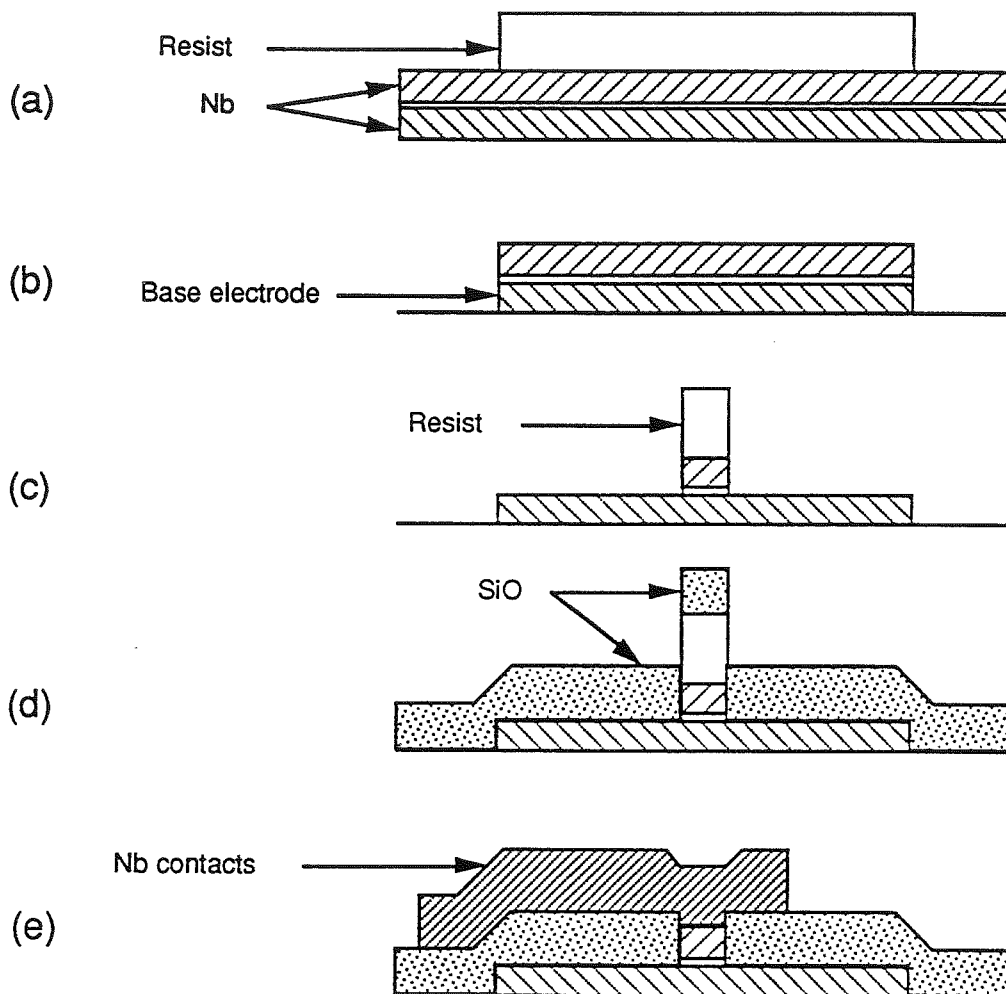 Resist
(a)
Nb
(b)
Base electrode
Resist
(c)
SiO
(d)
Nb contacts
(e)